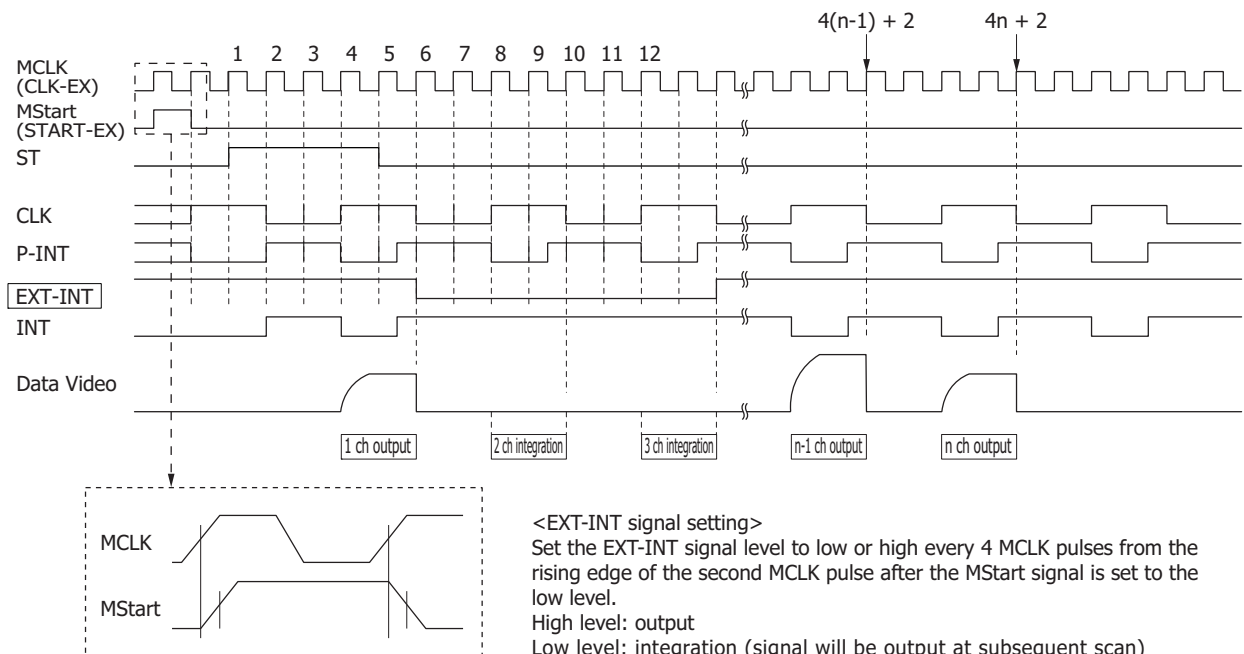 4(n-1) + 2
4n + 2
1 2 3 4 5 6 7 8 9 10 11 12
MCLK
(CLK-EX)
MStart
(START-EX)
ST
CLK
P-INT
EXT-INT
INT
Data Video
1 ch output
2 ch integration
3 ch integration
n-1 ch output
n ch output
MCLK
MStart
<EXT-INT signal setting>
Set the EXT-INT signal level to low or high every 4 MCLK pulses from the
rising edge of the second MCLK pulse after the MStart signal is set to the
low level.
High level: output
Low level: integration (signal will be output at subsequent scan)